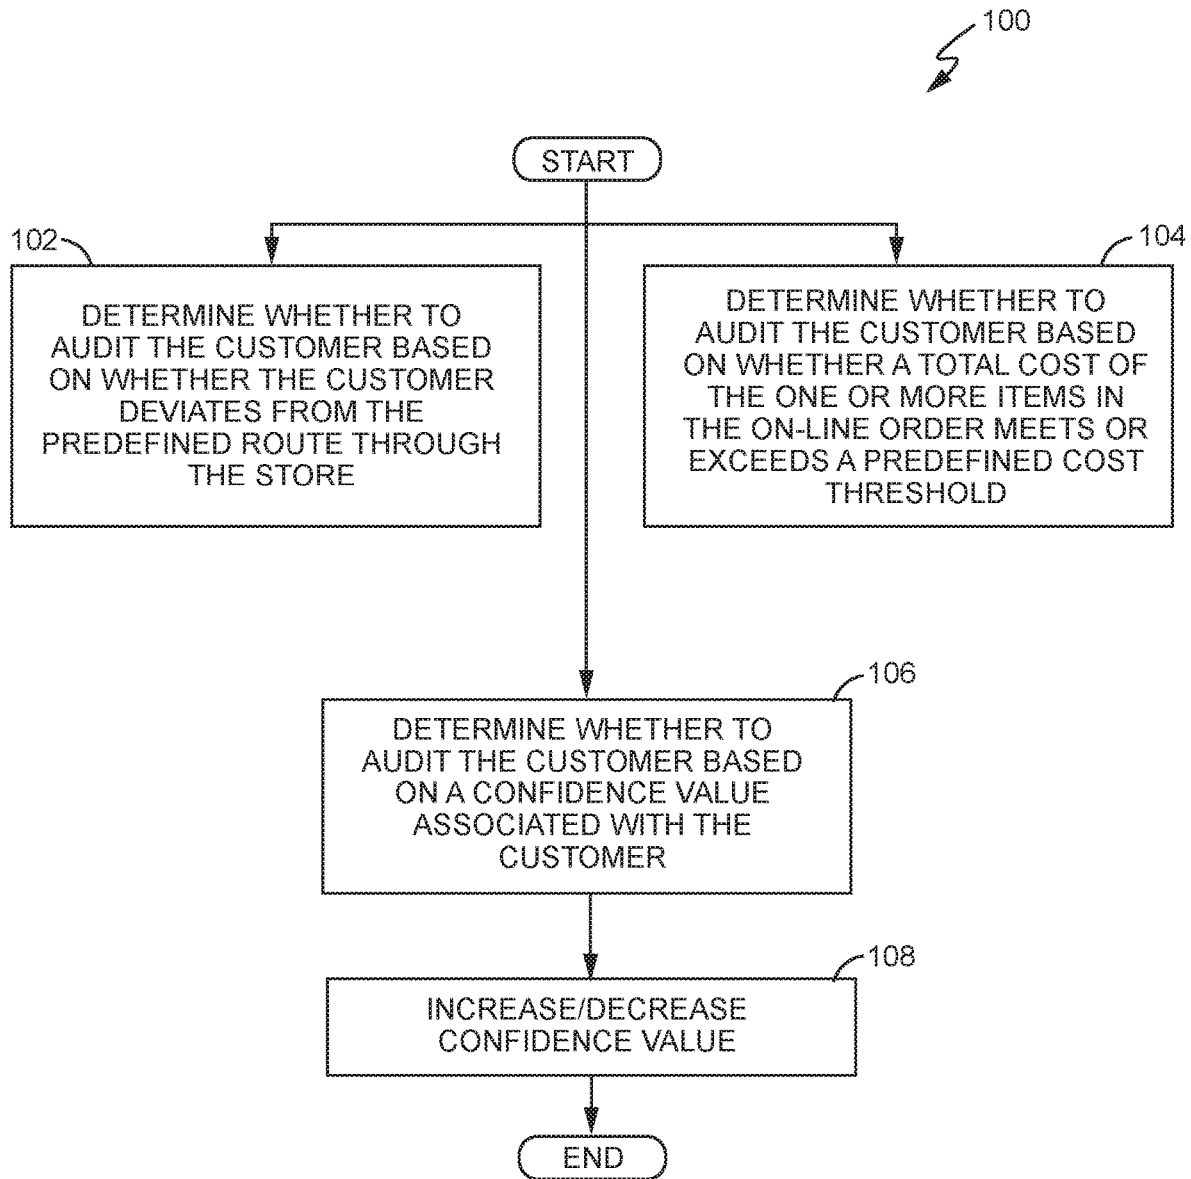 100
START
102
DETERMINE WHETHER TO
AUDIT THE CUSTOMER BASED
ON WHETHER THE CUSTOMER
DEVIATES FROM THE
PREDEFINED ROUTE THROUGH
THE STORE
104
DETERMINE WHETHER TO
AUDIT THE CUSTOMER BASED
ON WHETHER A TOTAL COST OF
THE ONE OR MORE ITEMS IN
THE ON-LINE ORDER MEETS OR
EXCEEDS A PREDEFINED COST
THRESHOLD
106
DETERMINE WHETHER TO
AUDIT THE CUSTOMER BASED
ON A CONFIDENCE VALUE
ASSOCIATED WITH THE
CUSTOMER
108
INCREASE/DECREASE
CONFIDENCE VALUE
END